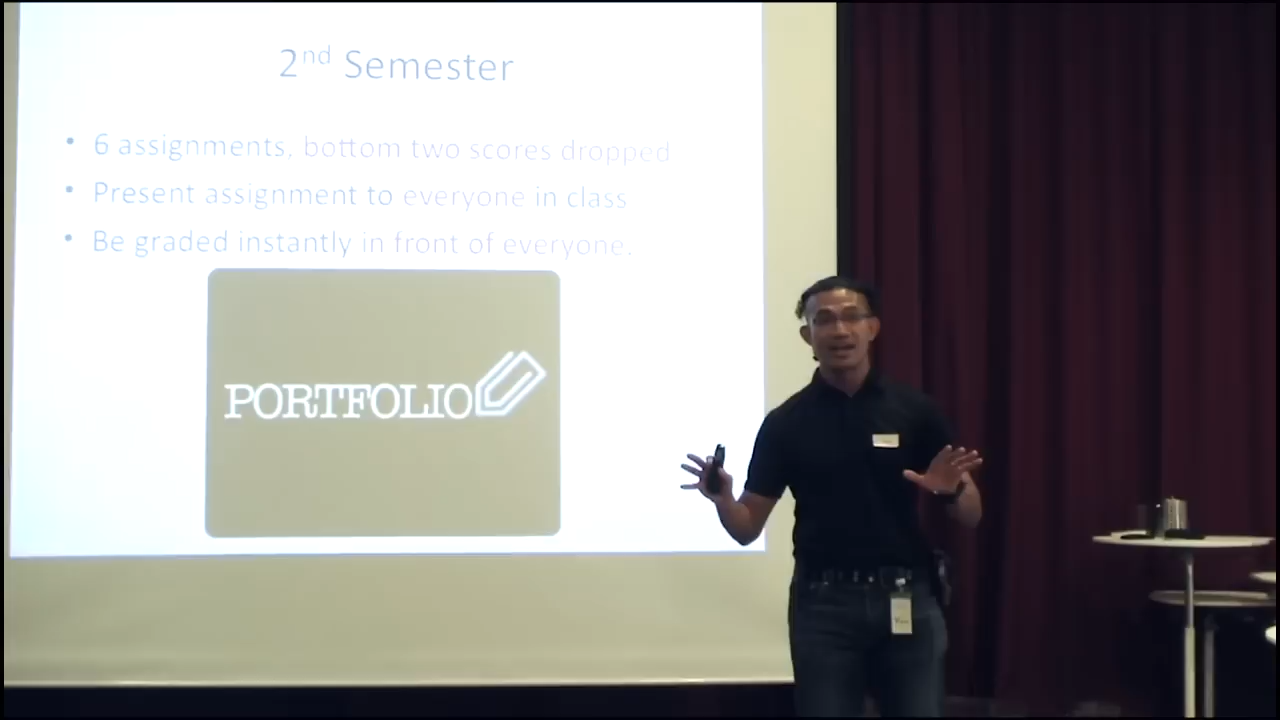 2nd Semester
• 6 assignments, bottom two scores dropped
• Present assignment to everyone in class
• Be graded instantly in front of everyone.
PORTFOLIO